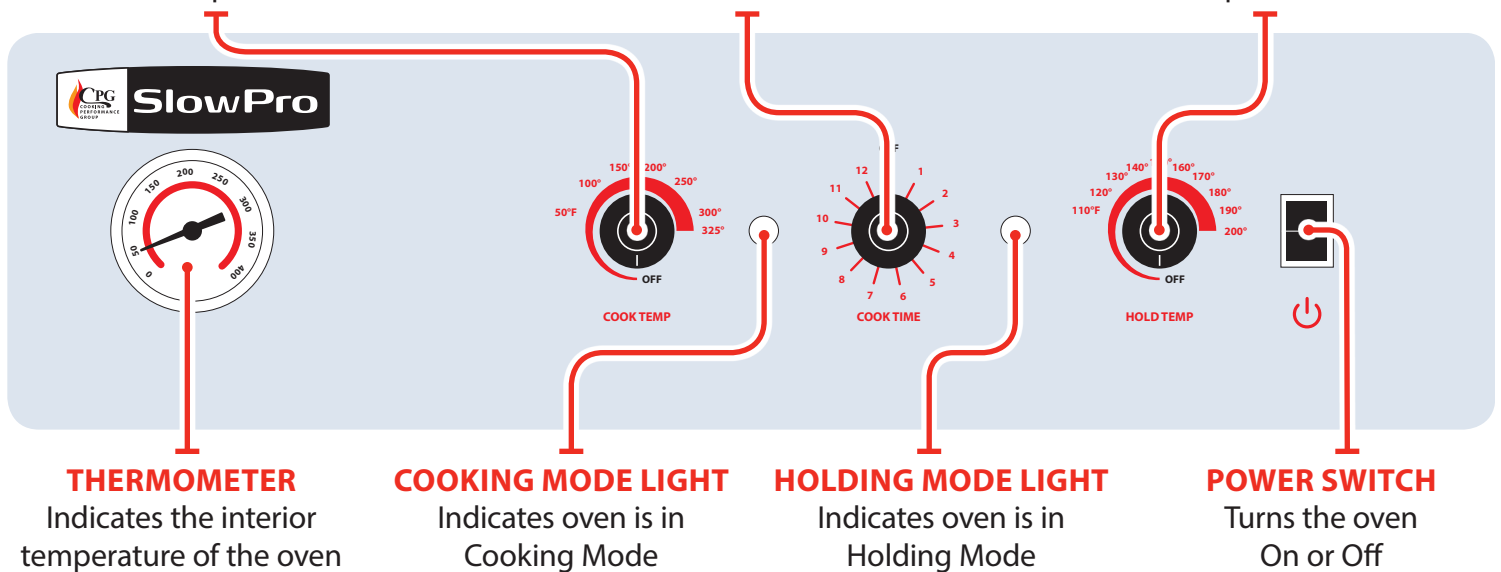 CPG
COOKING
PERFORMANCE
GROUP
SlowPro
0
50
100
150
200
250
300
350
400
50°F
100°
150°
200°
250°
300°
325°
OFF
COOK TEMP
1
2
3
4
5
6
7
8
9
10
11
12
COOK TIME
110°F
120°
130°
140°
160°
170°
180°
190°
200°
OFF
HOLD TEMP
THERMOMETER
Indicates the interior
temperature of the oven
COOKING MODE LIGHT
Indicates oven is in
Cooking Mode
HOLDING MODE LIGHT
Indicates oven is in
Holding Mode
POWER SWITCH
Turns the oven
On or Off